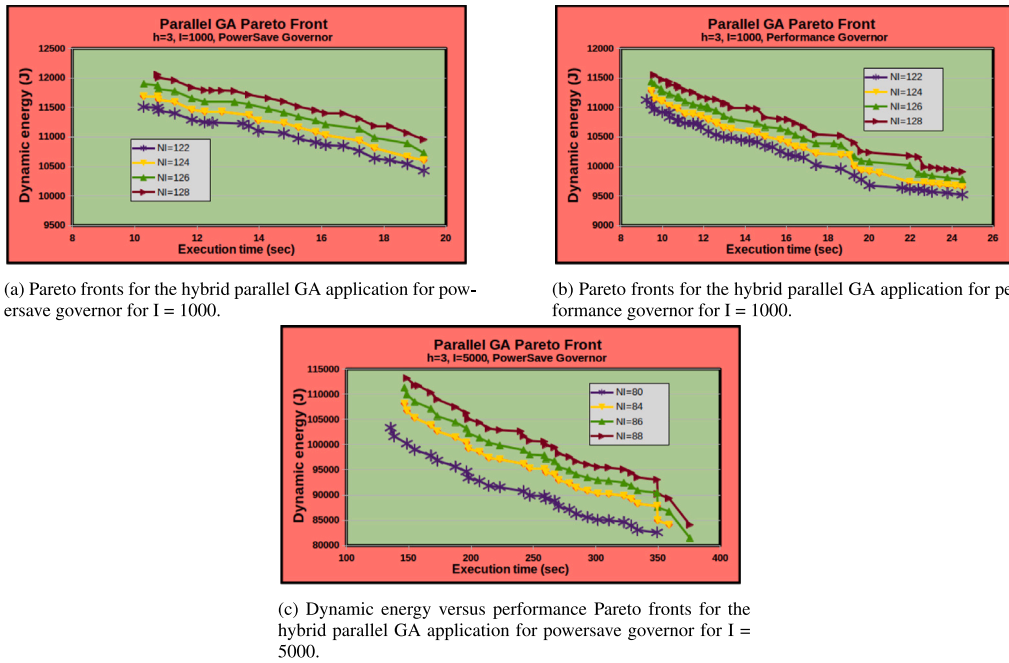 Parallel GA Pareto Front
h=3, I=1000, PowerSave Governor
Dynamic energy (J)
12500
12000
11500
11000
10500
10000
9500
NI=122
NI=124
NI=126
NI=128
8 10 12 14 16 18 20
Execution time (sec)
Parallel GA Pareto Front
h=3, I=1000, Performance Governor
Dynamic energy (J)
12000
11500
11000
10500
10000
9500
9000
NI=122
NI=124
NI=126
NI=128
8 10 12 14 16 18 20 22 24 26
Execution time (sec)
(a) Pareto fronts for the hybrid parallel GA application for pow-
ersave governor for I = 1000.
(b) Pareto fronts for the hybrid parallel GA application for pe
formance governor for I = 1000.
Parallel GA Pareto Front
h=3, I=5000, PowerSave Governor
Dynamic energy (J)
115000
110000
105000
100000
95000
90000
85000
80000
NI=80
NI=84
NI=86
NI=88
100 150 200 250 300 350 400
Execution time (sec)
(c) Dynamic energy versus performance Pareto fronts for the
hybrid parallel GA application for powersave governor for I =
5000.